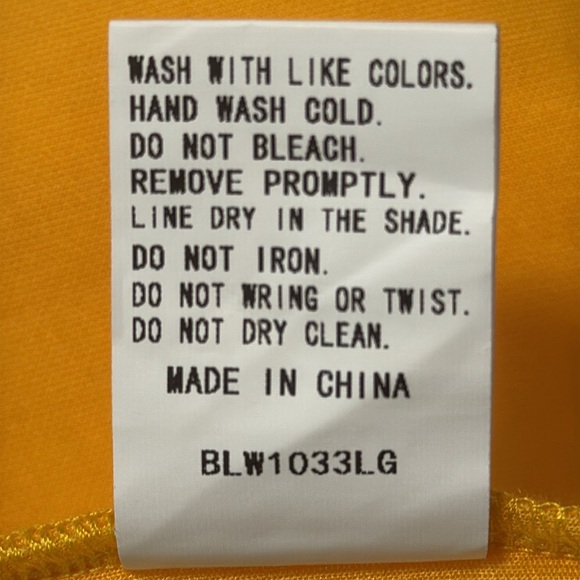 WASH WITH LIKE COLORS.
HAND WASH COLD.
DO NOT BLEACH.
REMOVE PROMPTLY.
LINE DRY IN THE SHADE.
DO NOT IRON.
DO NOT WRING OR TWIST.
DO NOT DRY CLEAN.
MADE IN CHINA
BLW1033LG